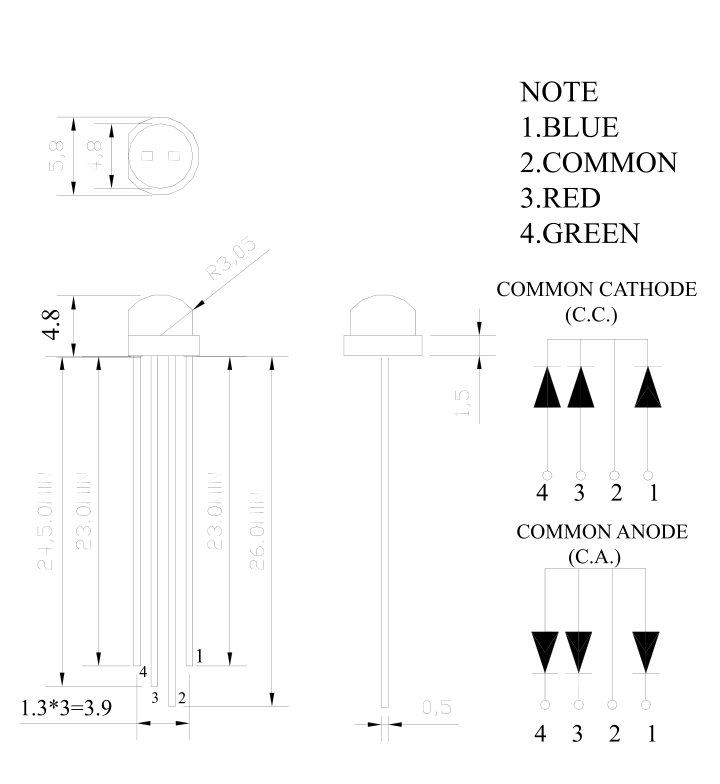 NOTE
1.BLUE
2.COMMON
3.RED
4.GREEN
5,8
4,8
R3,05
4.8
1,5
24,5.0MIN
23.0MIN
23.0MIN
26.0MIN
1
4
3
2
1.3*3=3.9
0,5
COMMON CATHODE
(C.C.)
4 3 2 1
COMMON ANODE
(C.A.)
4 3 2 1